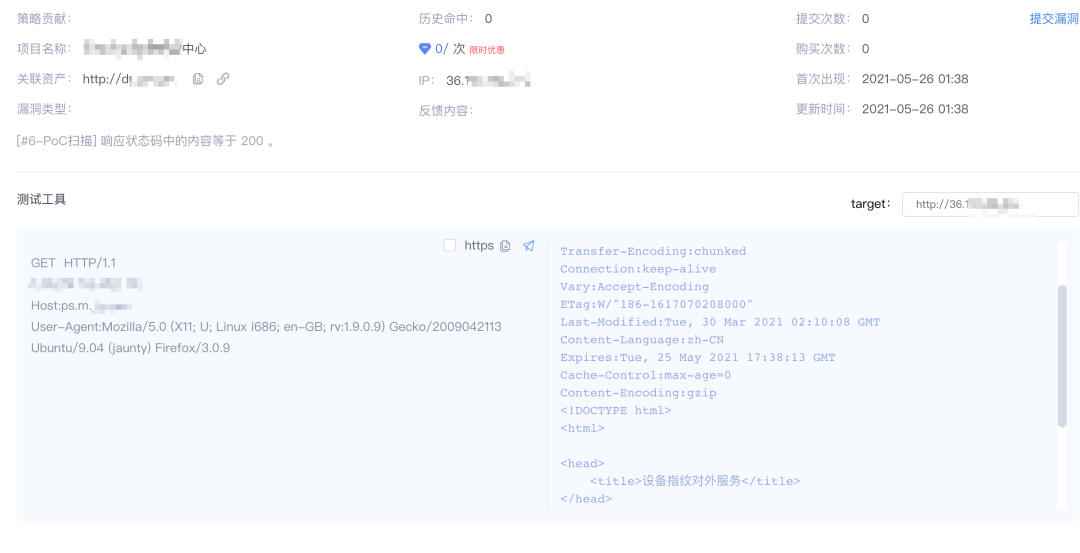 策略贡献:
历史命中: 0
提交次数: 0
提交漏洞
项目名称: 中心
0/ 次 限时优惠
购买次数: 0
关联资产: http://d
IP: 36.1
首次出现: 2021-05-26 01:38
漏洞类型:
反馈内容:
更新时间: 2021-05-26 01:38
[#6-PoC扫描] 响应状态码中的内容等于 200 。
测试工具
target: http://36.1
https
GET HTTP/1.1
Host:ps.m.
User-Agent:Mozilla/5.0 (X11; U; Linux i686; en-GB; rv:1.9.0.9) Gecko/2009042113
Ubuntu/9.04 (jaunty) Firefox/3.0.9
Transfer-Encoding:chunked
Connection:keep-alive
Vary:Accept-Encoding
ETag:W/"186-1617070208000"
Last-Modified:Tue, 30 Mar 2021 02:10:08 GMT
Content-Language:zh-CN
Expires:Tue, 25 May 2021 17:38:13 GMT
Cache-Control:max-age=0
Content-Encoding:gzip
<!DOCTYPE html>
<html>
<head>
<title>设备指纹对外服务</title>
</head>